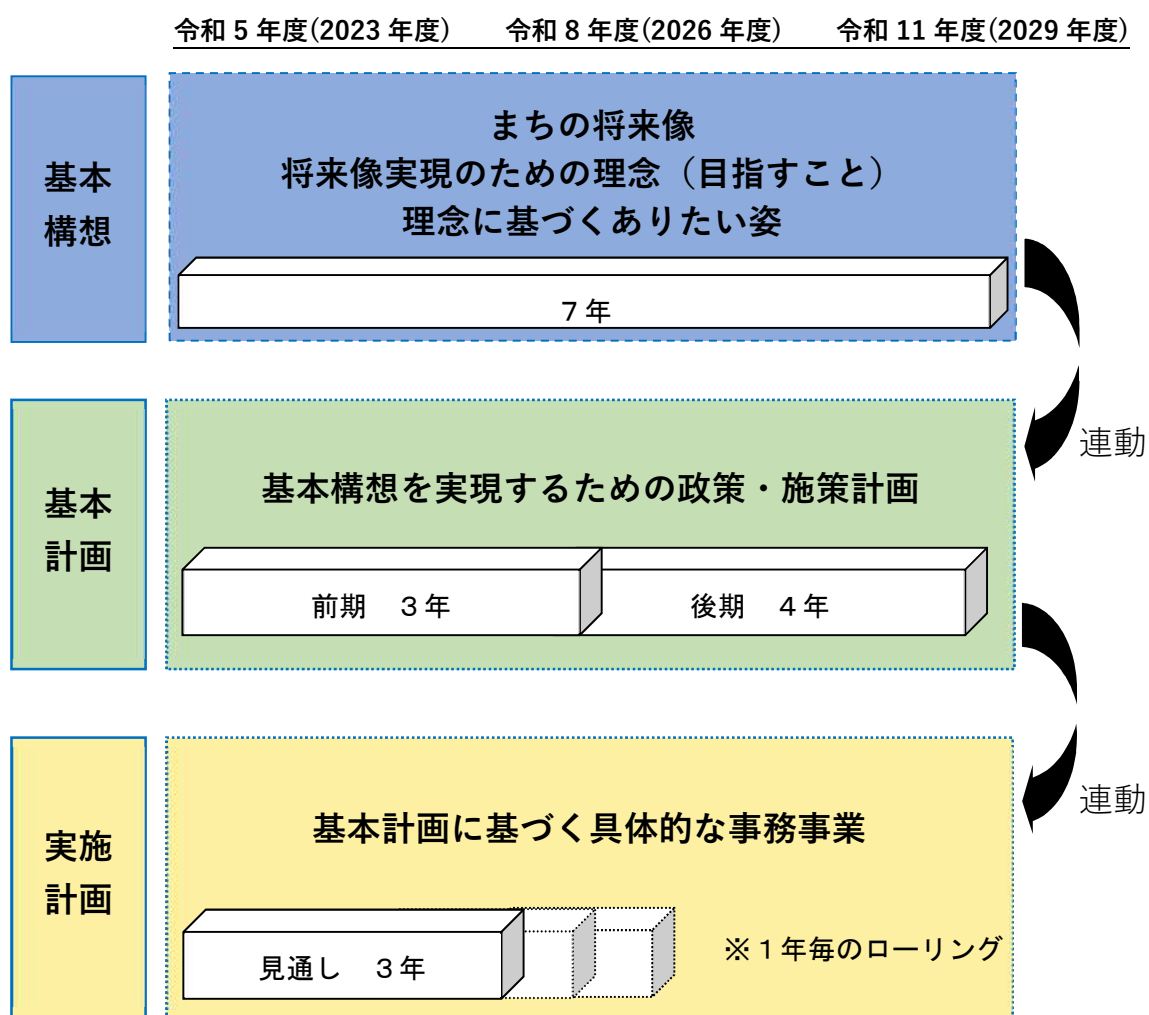 令和 5 年度(2023 年度) 令和 8 年度(2026 年度) 令和 11 年度(2029 年度)
基本
構想
まちの将来像
将来像実現のための理念（目指すこと）
理念に基づくありたい姿
７年
連動
基本
計画
基本構想を実現するための政策・施策計画
前期　３年
後期　４年
連動
実施
計画
基本計画に基づく具体的な事務事業
見通し　３年
※１年毎のローリング